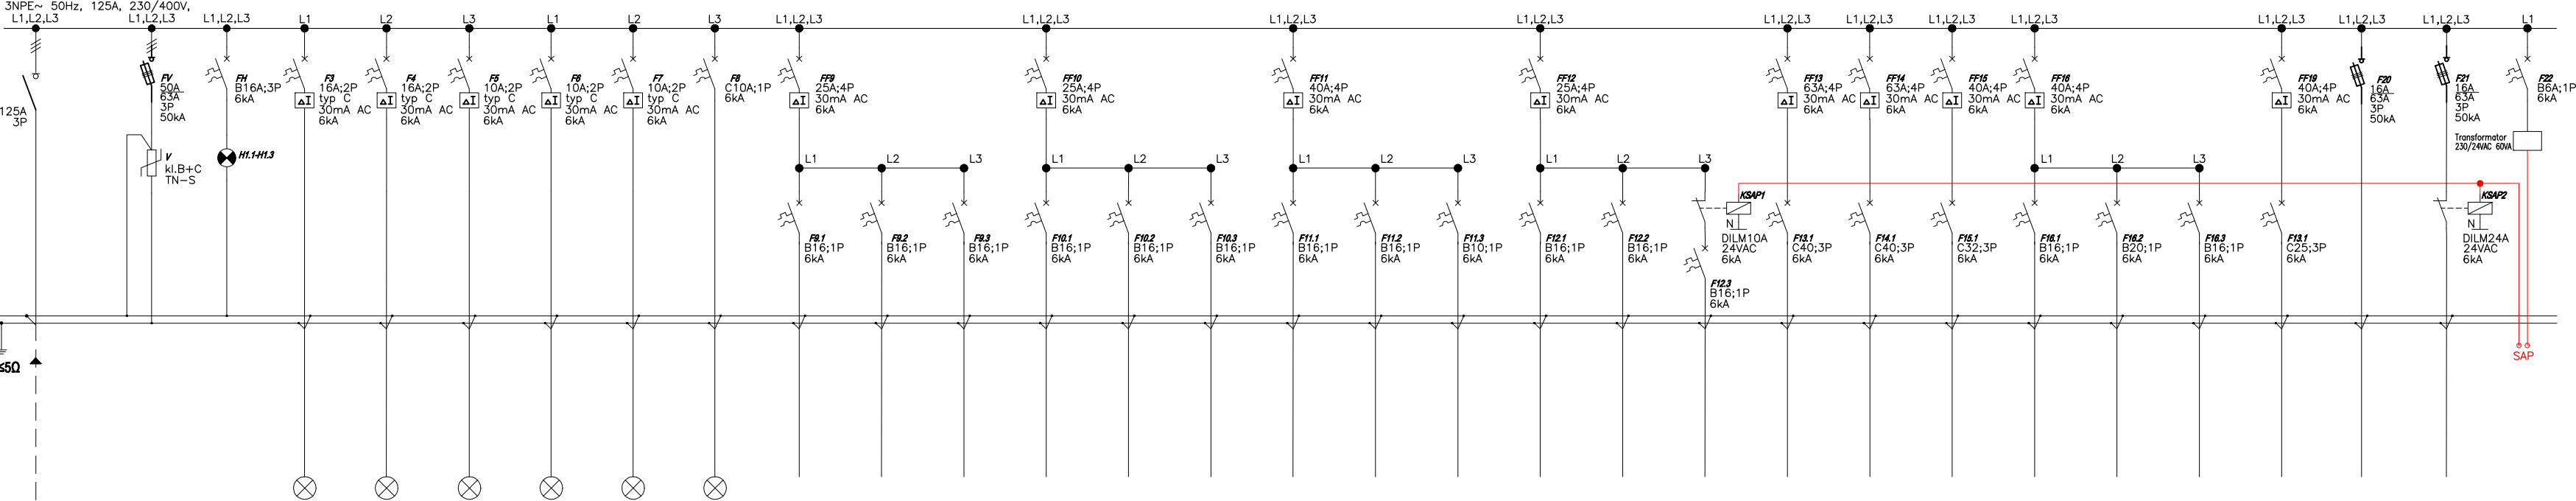 3NPE~ 50Hz, 125A, 230/400V,
L1,L2,L3
L1,L2,L3
L1,L2,L3
L1
L2
L3
L1
L2
L3
L1,L2,L3
L1,L2,L3
L1,L2,L3
L1,L2,L3
L1,L2,L3
L1,L2,L3
L1,L2,L3
L1,L2,L3
L1,L2,L3
L1,L2,L3
L1,L2,L3
L1
125A
3P
FV
50A
63A
3P
50kA
FH
B16A;3P
6kA
F3
16A;2P
typ C
30mA AC
6kA
ΔI
F4
16A;2P
typ C
30mA AC
6kA
ΔI
F5
10A;2P
typ C
30mA AC
6kA
ΔI
F6
10A;2P
typ C
30mA AC
6kA
ΔI
F7
10A;2P
typ C
30mA AC
6kA
ΔI
F8
C10A;1P
6kA
FF9
25A;4P
30mA AC
6kA
ΔI
FF10
25A;4P
30mA AC
6kA
ΔI
FF11
40A;4P
30mA AC
6kA
ΔI
FF12
25A;4P
30mA AC
6kA
ΔI
FF13
63A;4P
30mA AC
6kA
ΔI
FF14
63A;4P
30mA AC
6kA
ΔI
FF15
40A;4P
30mA AC
6kA
ΔI
FF16
40A;4P
30mA AC
6kA
ΔI
FF19
40A;4P
30mA AC
6kA
ΔI
F20
16A
63A
3P
50kA
F21
16A
63A
3P
50kA
F22
B6A;1P
6kA
Transformator
230/24VAC 60VA
V
kl.B+C
TN-S
H1.1-H1.3
L1
L2
L3
L1
L2
L3
L1
L2
L3
L1
L2
L3
L1
L2
L3
F9.1
B16;1P
6kA
F9.2
B16;1P
6kA
F9.3
B16;1P
6kA
F10.1
B16;1P
6kA
F10.2
B16;1P
6kA
F10.3
B16;1P
6kA
F11.1
B16;1P
6kA
F11.2
B16;1P
6kA
F11.3
B10;1P
6kA
F12.1
B16;1P
6kA
F12.2
B16;1P
6kA
F12.3
B16;1P
6kA
KSAP1
N
DILM10A
24VAC
6kA
F13.1
C40;3P
6kA
F14.1
C40;3P
6kA
F15.1
C32;3P
6kA
F16.1
B16;1P
6kA
F16.2
B20;1P
6kA
F16.3
B16;1P
6kA
F13.1
C25;3P
6kA
KSAP2
N
DILM24A
24VAC
6kA
SAP
≤5Ω